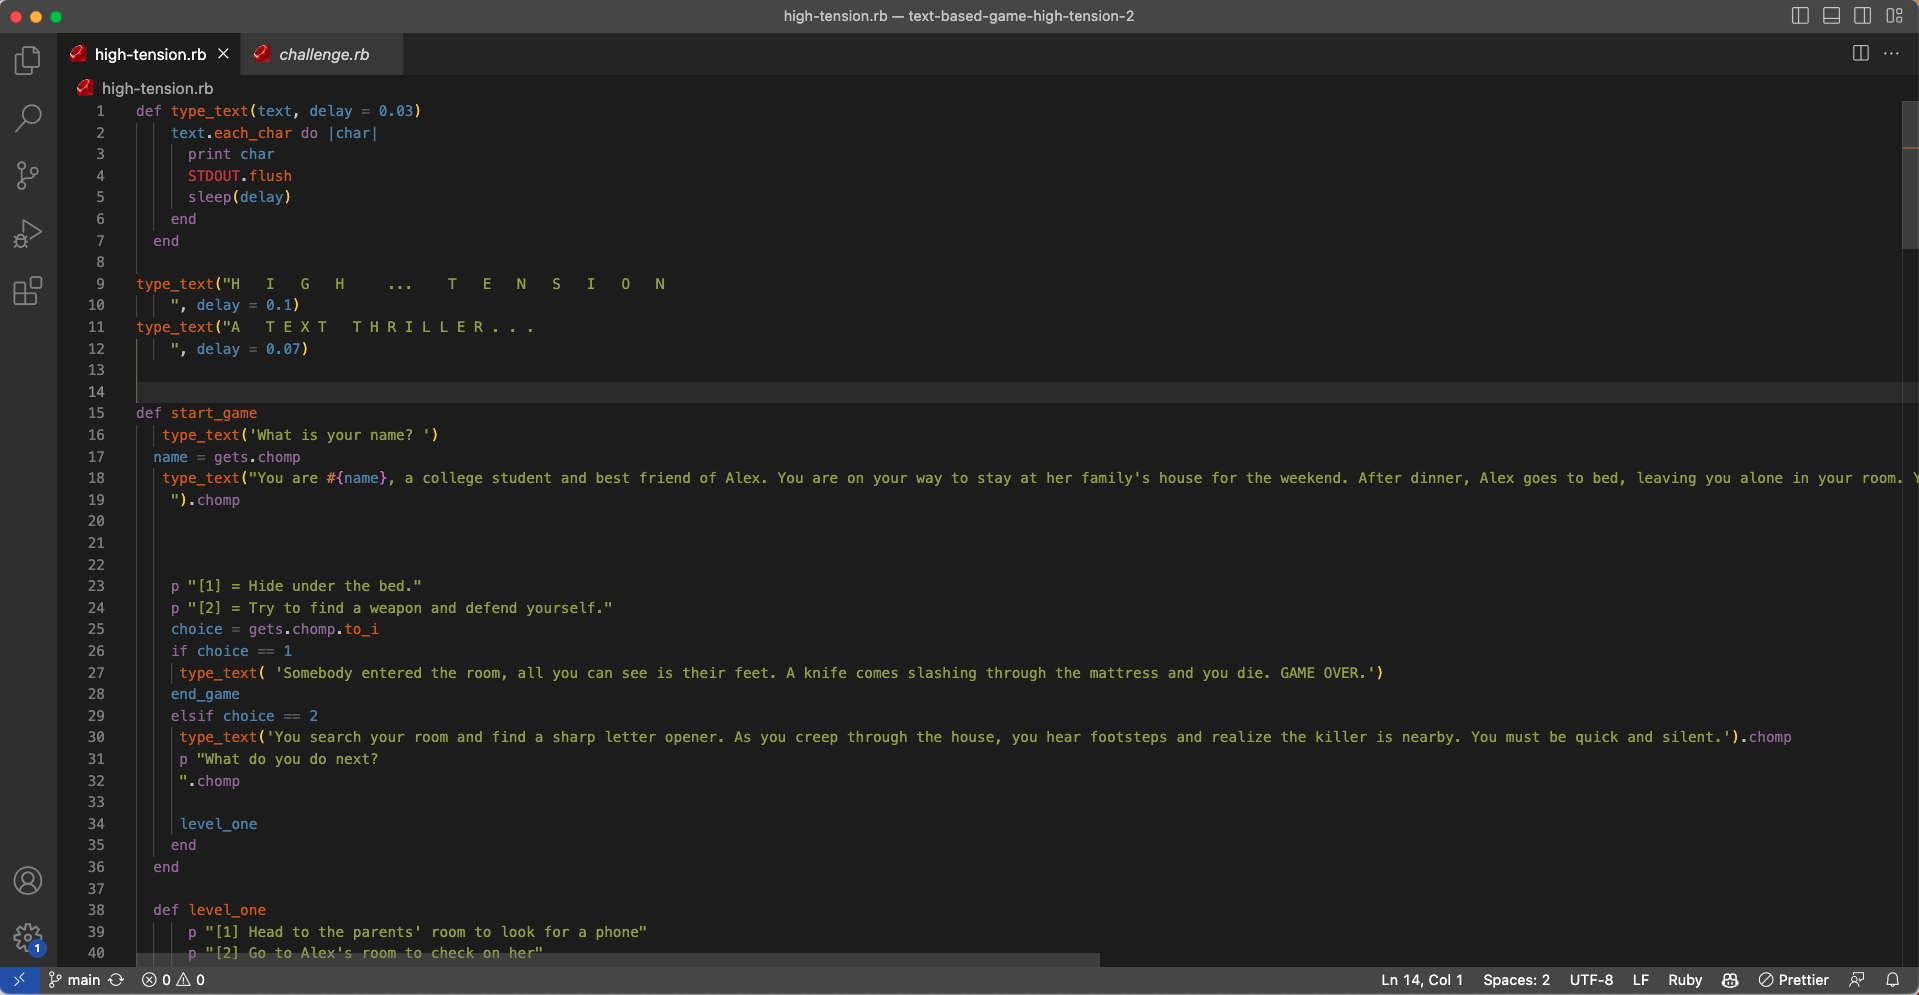 high-tension.rb — text-based-game-high-tension-2
high-tension.rb
challenge.rb
high-tension.rb
1 def type_text(text, delay = 0.03)
2 text.each_char do |char|
3 print char
4 STDOUT.flush
5 sleep(delay)
6 end
7 end
8
9 type_text("H I G H ... T E N S I O N
10 ", delay = 0.1)
11 type_text("A T E X T T H R I L L E R . . .
12 ", delay = 0.07)
13
14
15 def start_game
16 type_text('What is your name? ')
17 name = gets.chomp
18 type_text("You are #{name}, a college student and best friend of Alex. You are on your way to stay at her family's house for the weekend. After dinner, Alex goes to bed, leaving you alone in your room.
19 ").chomp
20
21
22
23 p "[1] = Hide under the bed."
24 p "[2] = Try to find a weapon and defend yourself."
25 choice = gets.chomp.to_i
26 if choice == 1
27 type_text( 'Somebody entered the room, all you can see is their feet. A knife comes slashing through the mattress and you die. GAME OVER.')
28 end_game
29 elsif choice == 2
30 type_text('You search your room and find a sharp letter opener. As you creep through the house, you hear footsteps and realize the killer is nearby. You must be quick and silent.').chomp
31 p "What do you do next?
32 ".chomp
33
34 level_one
35 end
36 end
37
38 def level_one
39 p "[1] Head to the parents' room to look for a phone"
40 p "[2] Go to Alex's room to check on her"
1
main 0 0 Ln 14, Col 1 Spaces: 2 UTF-8 LF Ruby Prettier